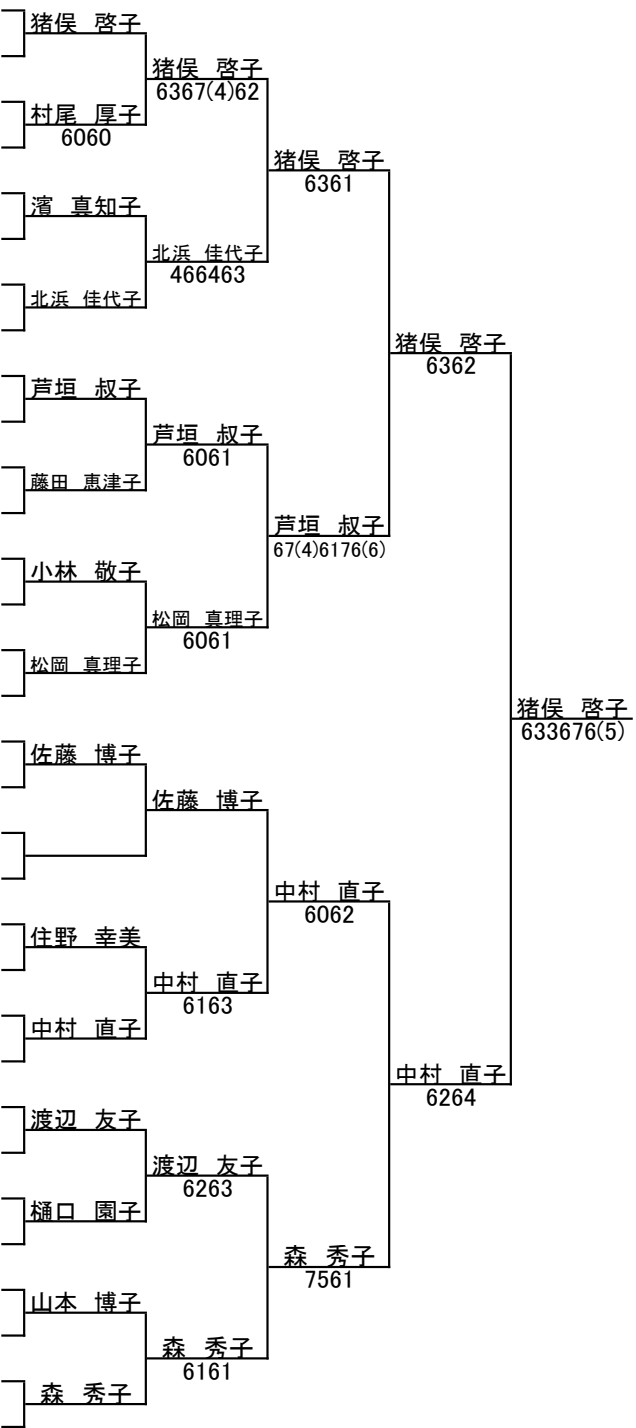 猪俣 啓子
猪俣 啓子
6367(4)62
村尾 厚子
6060
猪俣 啓子
6361
濱 真知子
北浜 佳代子
466463
北浜 佳代子
猪俣 啓子
6362
芦垣 叔子
芦垣 叔子
6061
藤田 恵津子
芦垣 叔子
67(4)6176(6)
小林 敬子
松岡 真理子
6061
松岡 真理子
猪俣 啓子
633676(5)
佐藤 博子
佐藤 博子
中村 直子
6062
住野 幸美
中村 直子
6163
中村 直子
中村 直子
6264
渡辺 友子
渡辺 友子
6263
樋口 園子
森 秀子
7561
山本 博子
森 秀子
6161
森 秀子